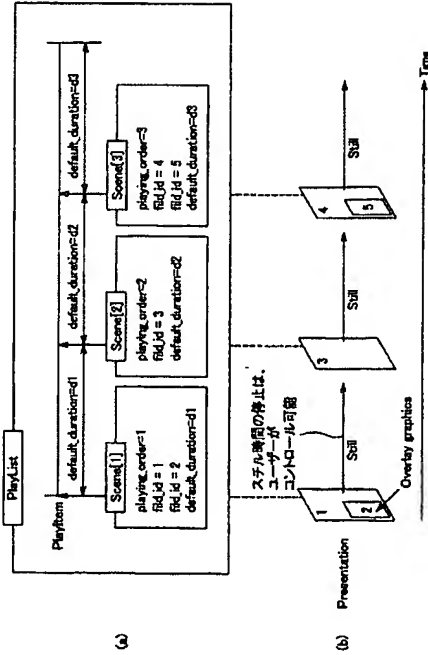 (a)
PlayList
PlayItem
default_duration=d1
default_duration=d2
default_duration=d3
Scene[1]
playing_order=1
fild_id = 1
fild_id = 2
default_duration=d1
Scene[2]
playing_order=2
fild_id = 3
default_duration=d2
Scene[3]
playing_order=3
fild_id = 4
fild_id = 5
default_duration=d3
(b)
Presentation
1
2
Still
スチル時間の停止は、
ユーザーが
コントロール可能
Overlay graphics
3
Still
4
5
Still
Time